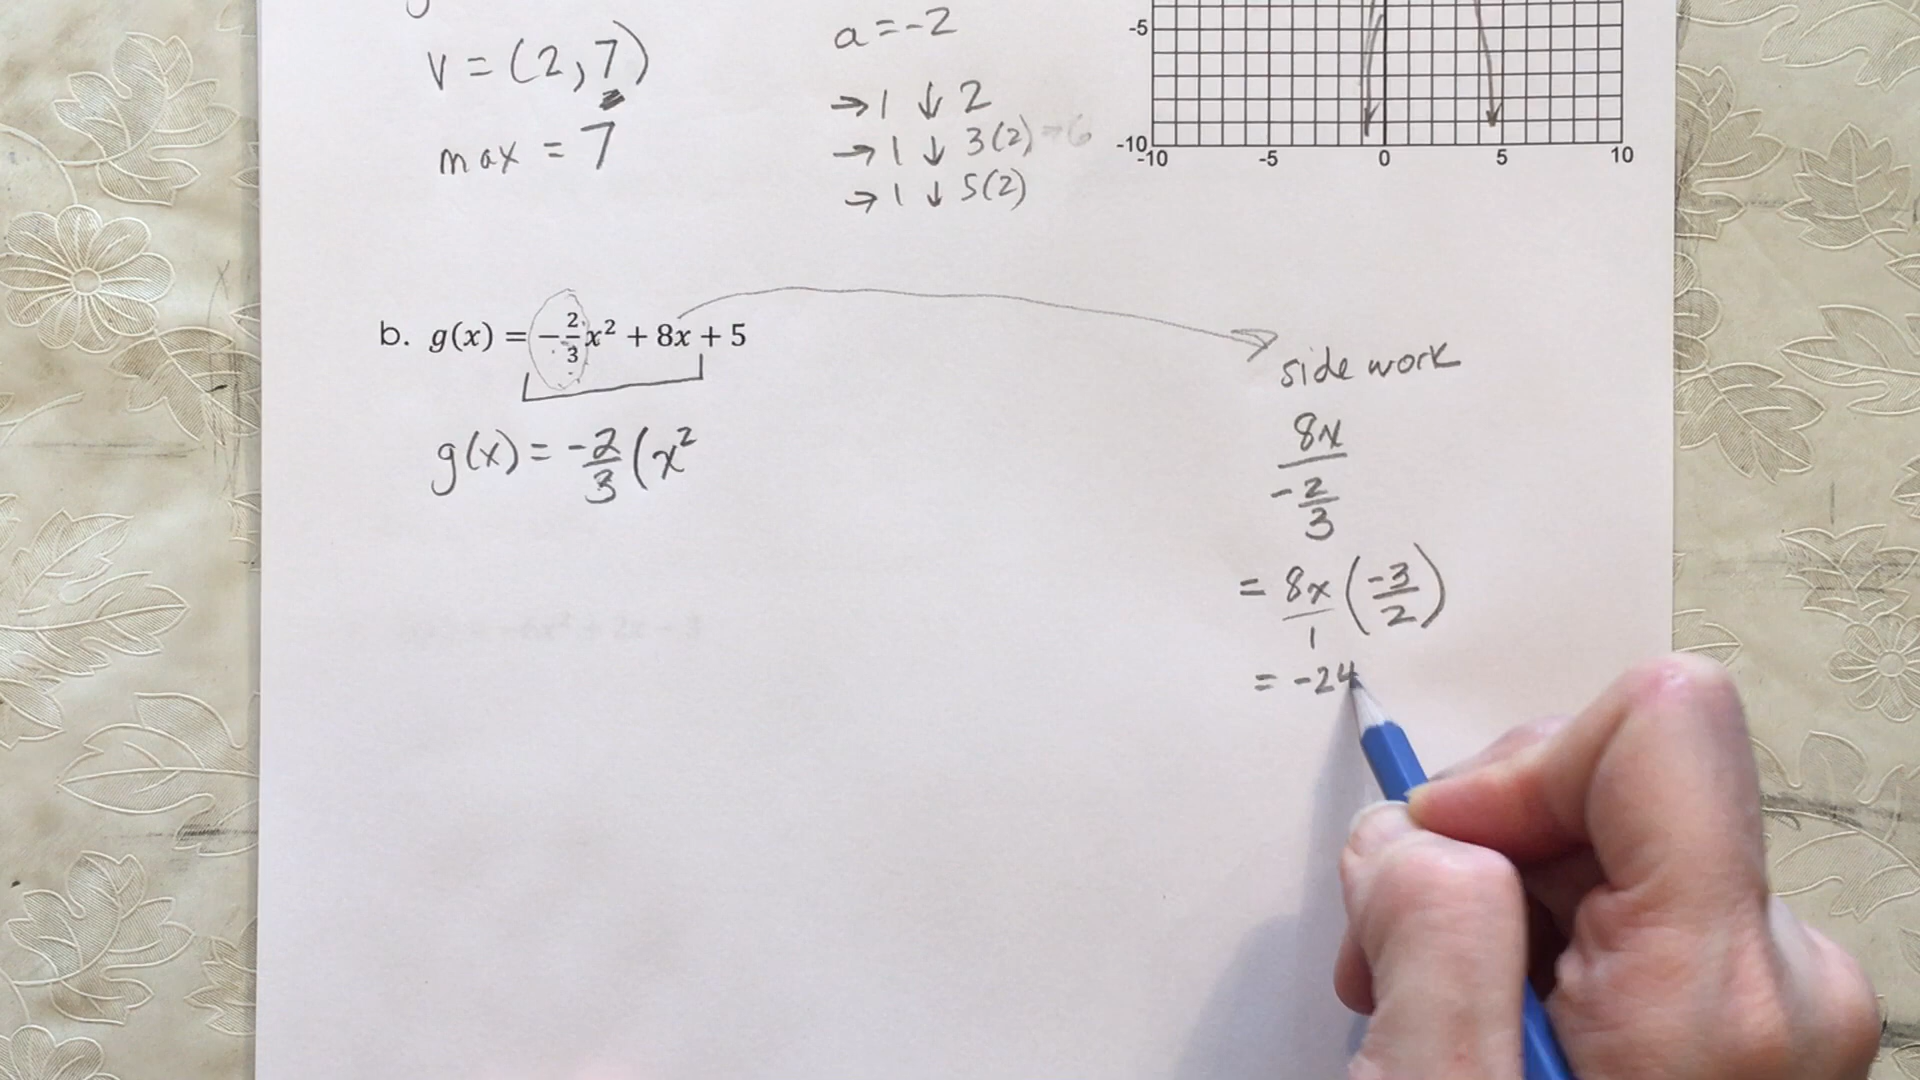 v = (2, 7)
max = 7
a = -2
→ 1 ↓ 2
→ 1 ↓ 3(2) → 6
→ 1 ↓ 5(2)
-5
-10
-10 -5 0 5 10
b. g(x) = -2/3 x² + 8x + 5
g(x) = -2/3 (x²
side work
8x
-2/3
= 8x/1 (-3/2)
= -24